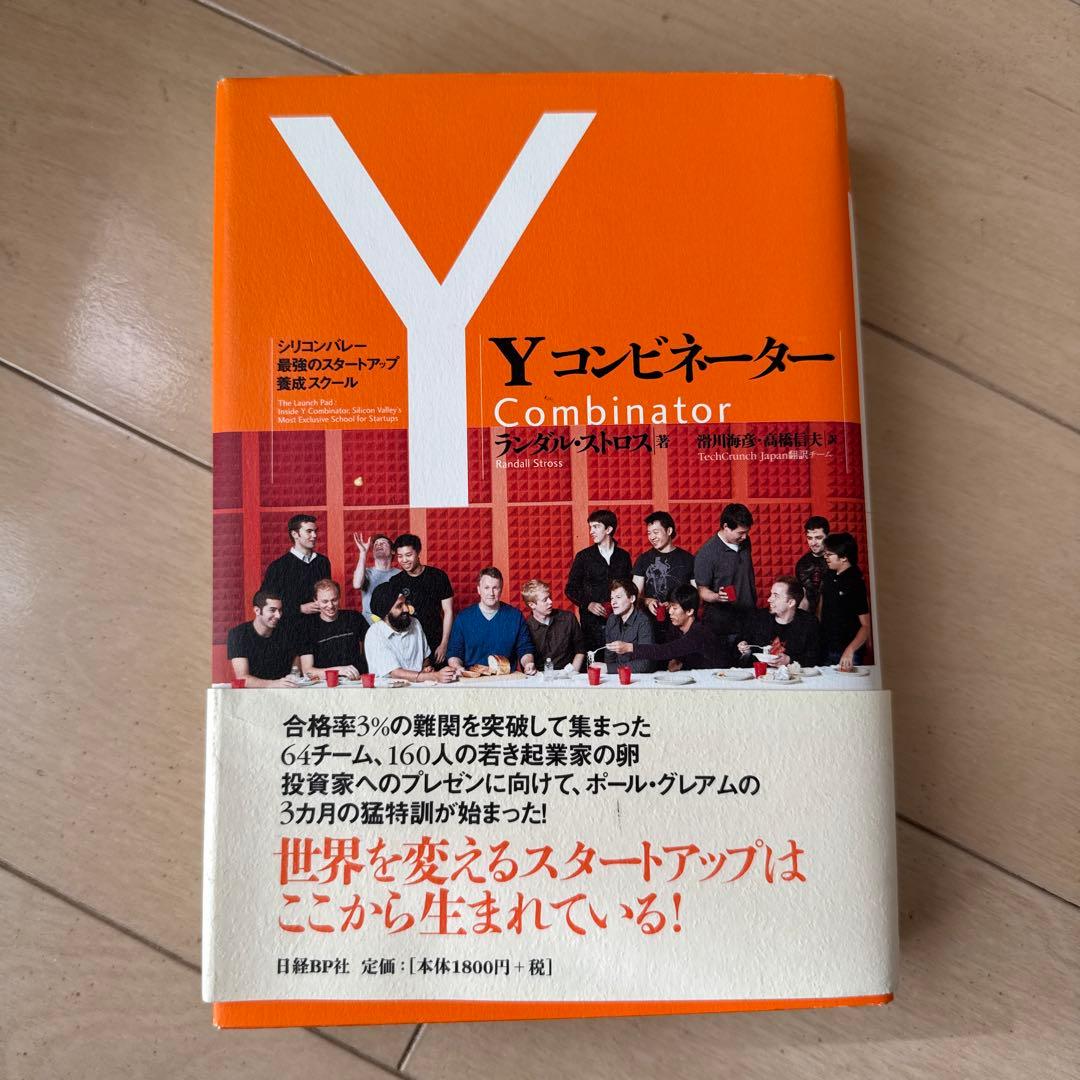 Y
シリコンバレー
最強のスタートアップ
養成スクール
The Launch Pad :
Inside Y Combinator, Silicon Valley's
Most Exclusive School for Startups
Y コンビネーター
Combinator
ランダル・ストロス 著
Randall Stross
滑川海彦・高橋信夫 訳
TechCrunch Japan翻訳チーム
合格率3%の難関を突破して集まった
64チーム、160人の若き起業家の卵
投資家へのプレゼンに向けて、ポール・グレアムの
3カ月の猛特訓が始まった!
世界を変えるスタートアップは
ここから生まれている!
日経BP社 定価:[本体1800円+税]